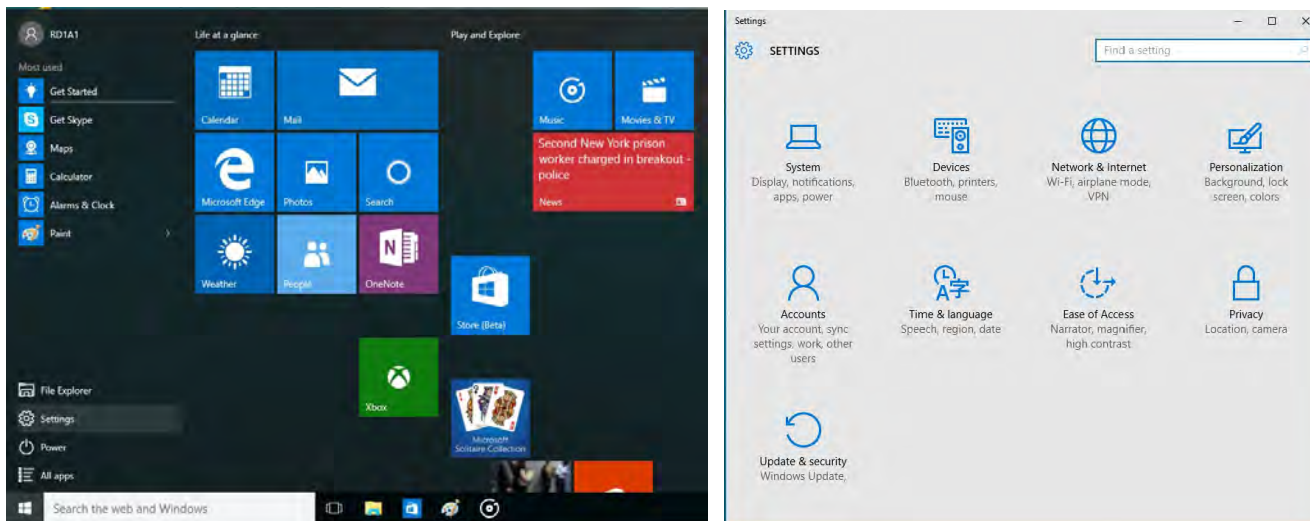 RD1A1
Life at a glance
Play and Explore
Most used
Get Started
Get Skype
Maps
Calculator
Alarms & Clock
Paint
Calendar
Mail
Music
Movies & TV
Microsoft Edge
Photos
Search
Second New York prison
worker charged in breakout -
police
News
Weather
People
OneNote
Store (Beta)
Xbox
Microsoft
Solitaire Collection
File Explorer
Settings
Power
All apps
Search the web and Windows
Settings
SETTINGS
Find a setting
System
Display, notifications,
apps, power
Devices
Bluetooth, printers,
mouse
Network & Internet
Wi-Fi, airplane mode,
VPN
Personalization
Background, lock
screen, colors
Accounts
Your account, sync
settings, work, other
users
Time & language
Speech, region, date
Ease of Access
Narrator, magnifier,
high contrast
Privacy
Location, camera
Update & security
Windows Update,